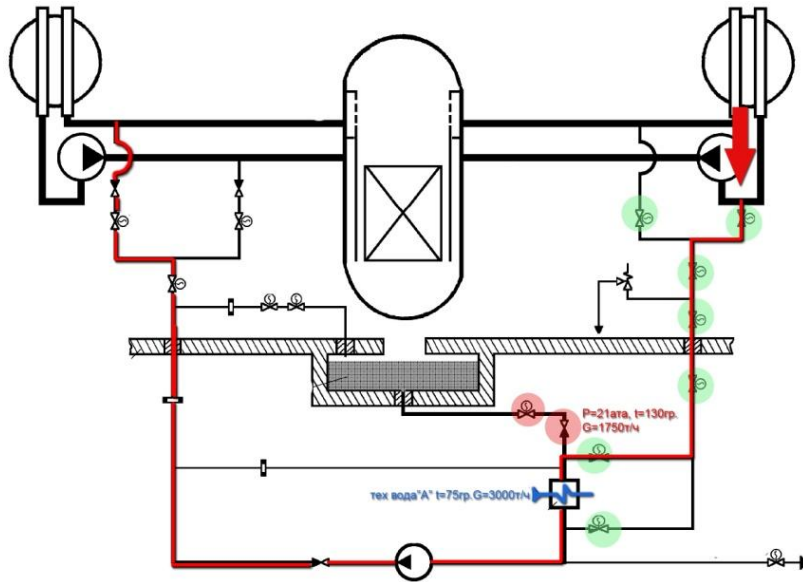 P=21ата, t=130гр.
G=1750т/ч
тех вода"А" t=75гр.G=3000т/ч